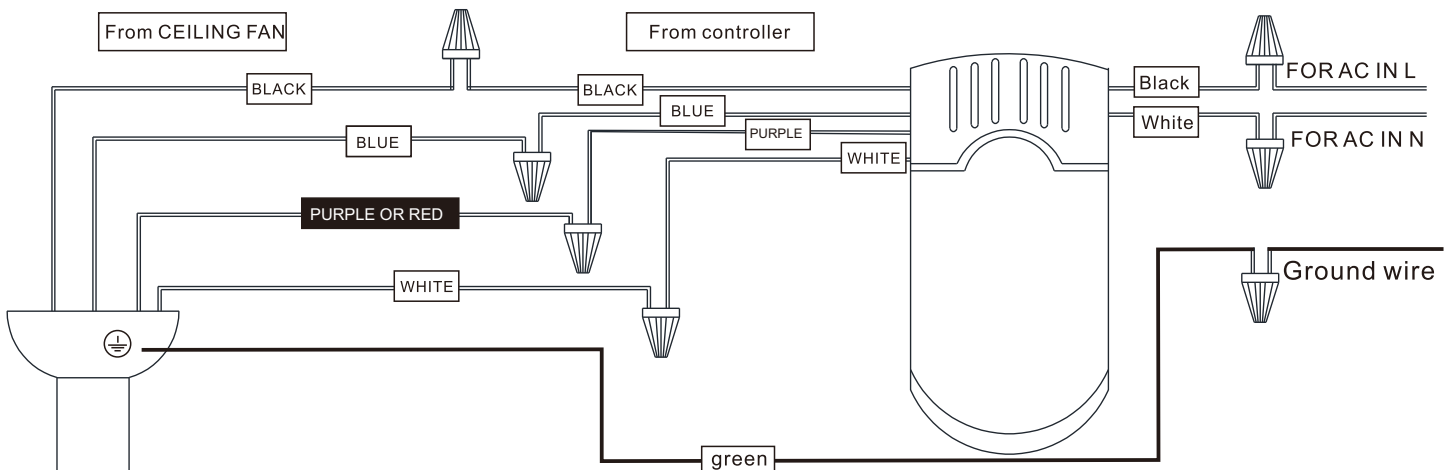 From CEILING FAN
From controller
BLACK
BLACK
Black
FOR AC IN L
BLUE
BLUE
PURPLE
White
FOR AC IN N
WHITE
PURPLE OR RED
WHITE
Ground wire
green